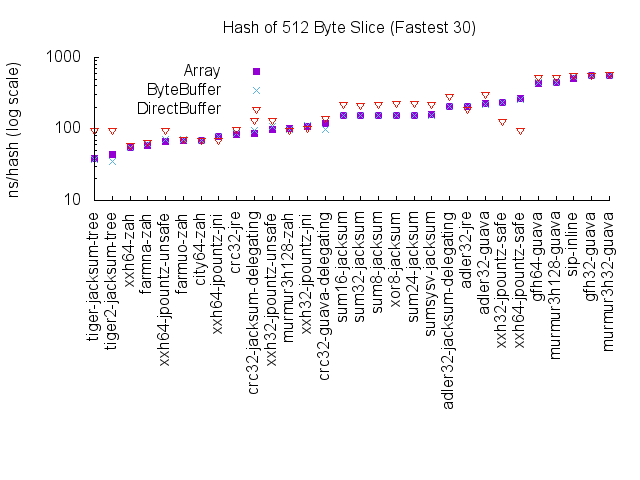 Hash of 512 Byte Slice (Fastest 30)
ns/hash (log scale)
1000
100
10
Array
ByteBuffer
DirectBuffer
tiger-jacksum-tree
tiger2-jacksum-tree
xxh64-zah
farmna-zah
xxh64-jpountz-unsafe
farmuo-zah
city64-zah
xxh64-jpountz-jni
crc32-jre
crc32-jacksum-delegating
xxh32-jpountz-unsafe
murmur3h128-zah
xxh32-jpountz-jni
crc32-guava-delegating
sum16-jacksum
sum32-jacksum
sum8-jacksum
xor8-jacksum
sum24-jacksum
sumsysv-jacksum
adler32-jacksum-delegating
adler32-jre
adler32-guava
xxh32-jpountz-safe
xxh64-jpountz-safe
gfh64-guava
murmur3h128-guava
sip-inline
gfh32-guava
murmur3h32-guava